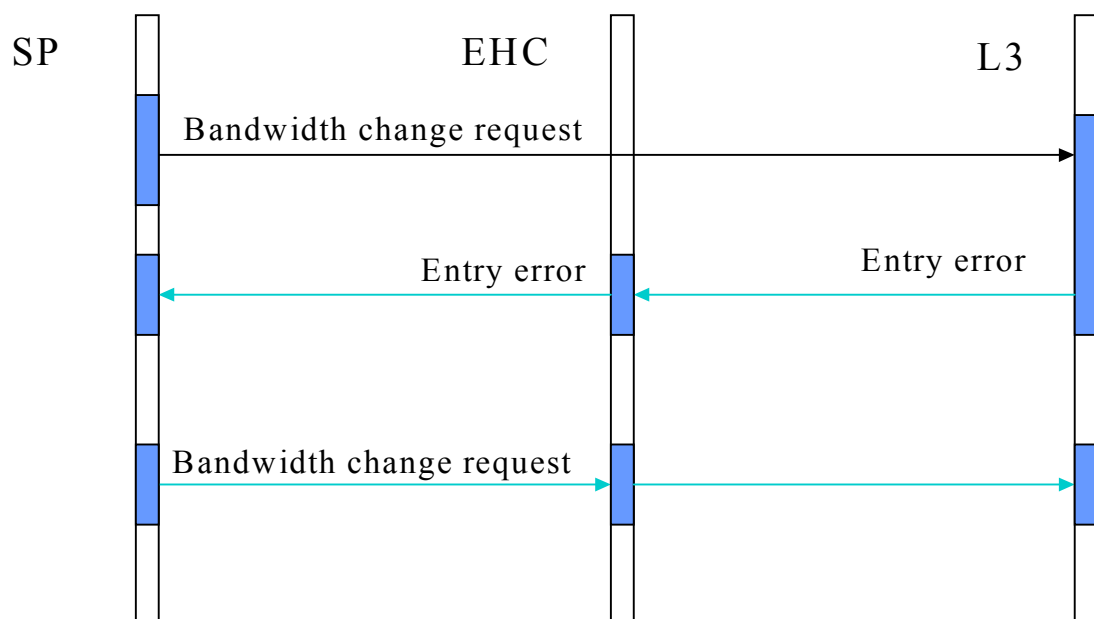 SP
EHC
L3
Bandwidth change request
Entry error
Entry error
Bandwidth change request